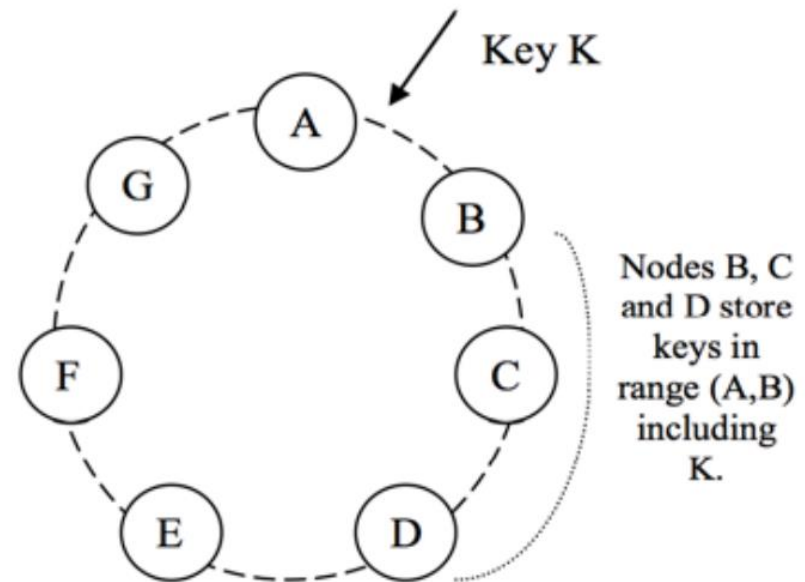 Key K
A
G
B
Nodes B, C
and D store
keys in
range (A,B)
including
K.
F
C
E
D